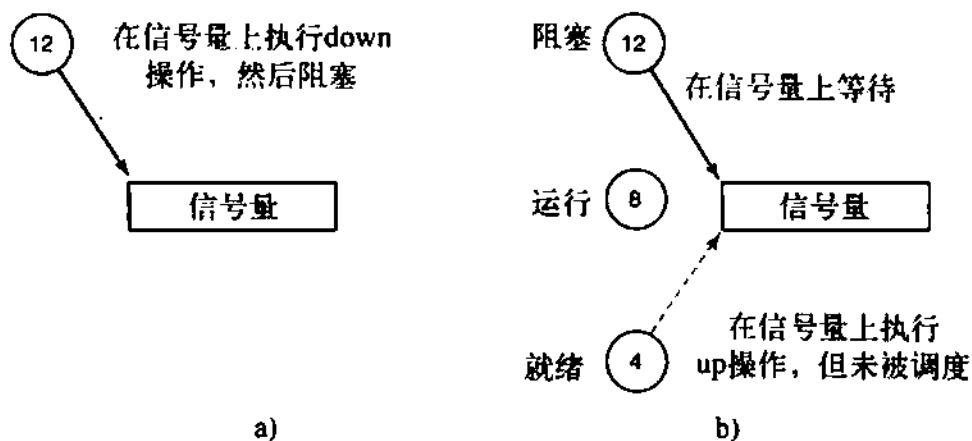 12
在信号量上执行down
操作，然后阻塞
信号量
a)
阻塞
12
在信号量上等待
运行
8
信号量
就绪
4
在信号量上执行
up操作，但未被调度
b)